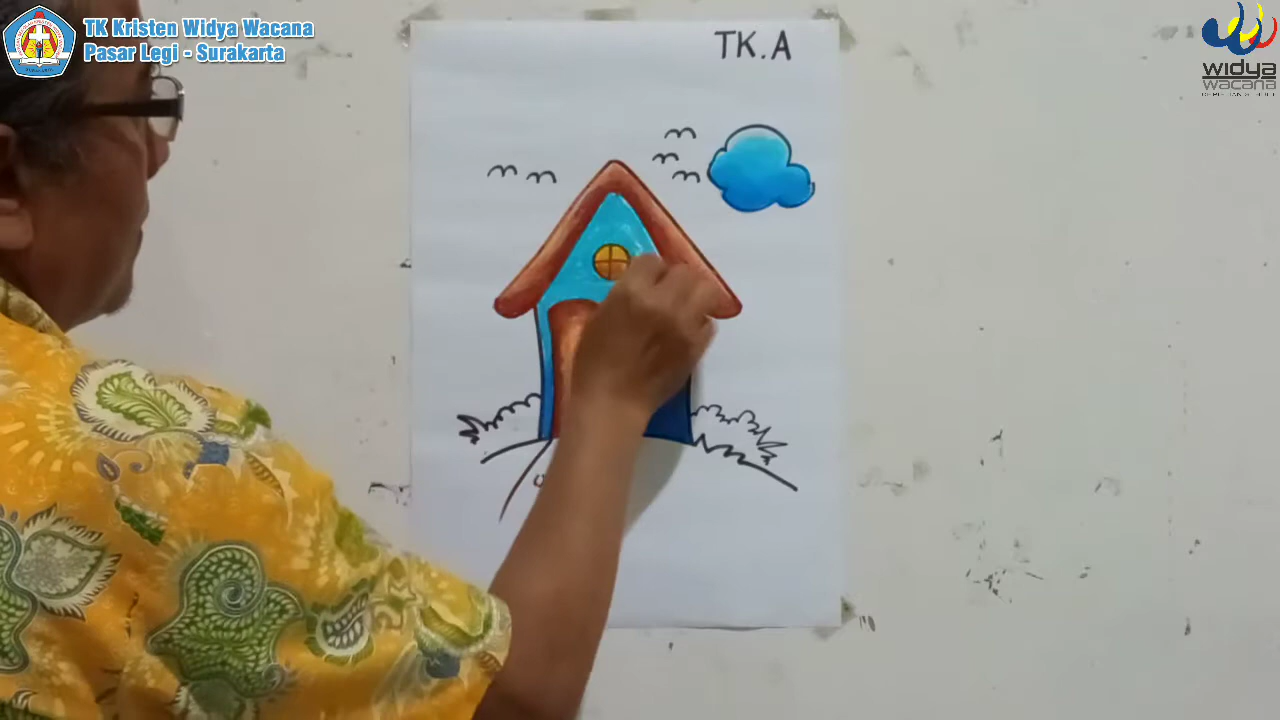 TK Kristen Widya Wacana
Pasar Legi - Surakarta
TK.A
widya
wacana